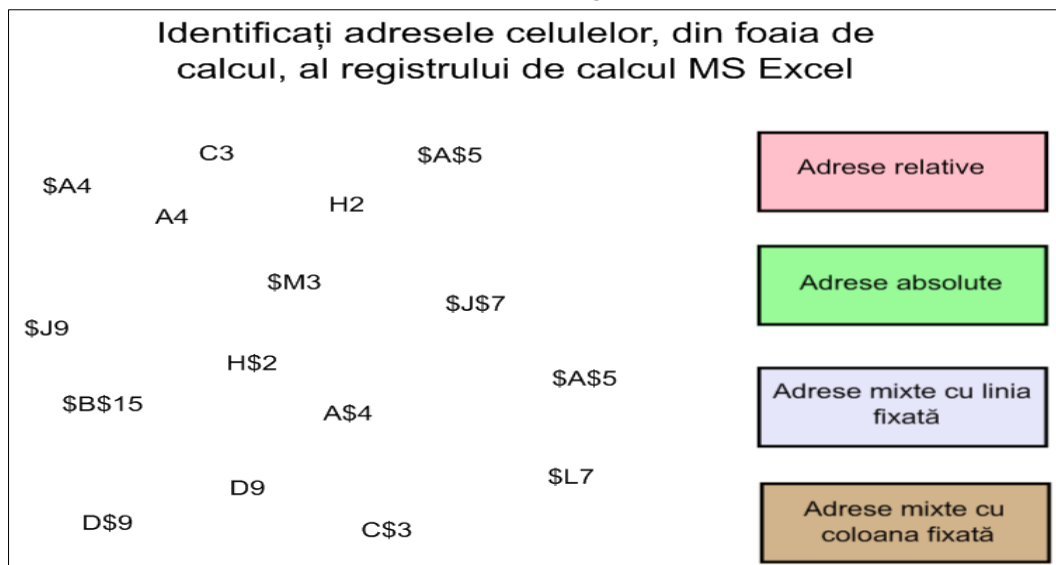 Identificați adresele celulelor, din foaia de
calcul, al registrului de calcul MS Excel
C3
$A$5
$A4
A4
H2
$M3
$J$7
$J9
H$2
$A$5
$B$15
A$4
$L7
D9
D$9
C$3
Adrese relative
Adrese absolute
Adrese mixte cu linia
fixată
Adrese mixte cu
coloana fixată